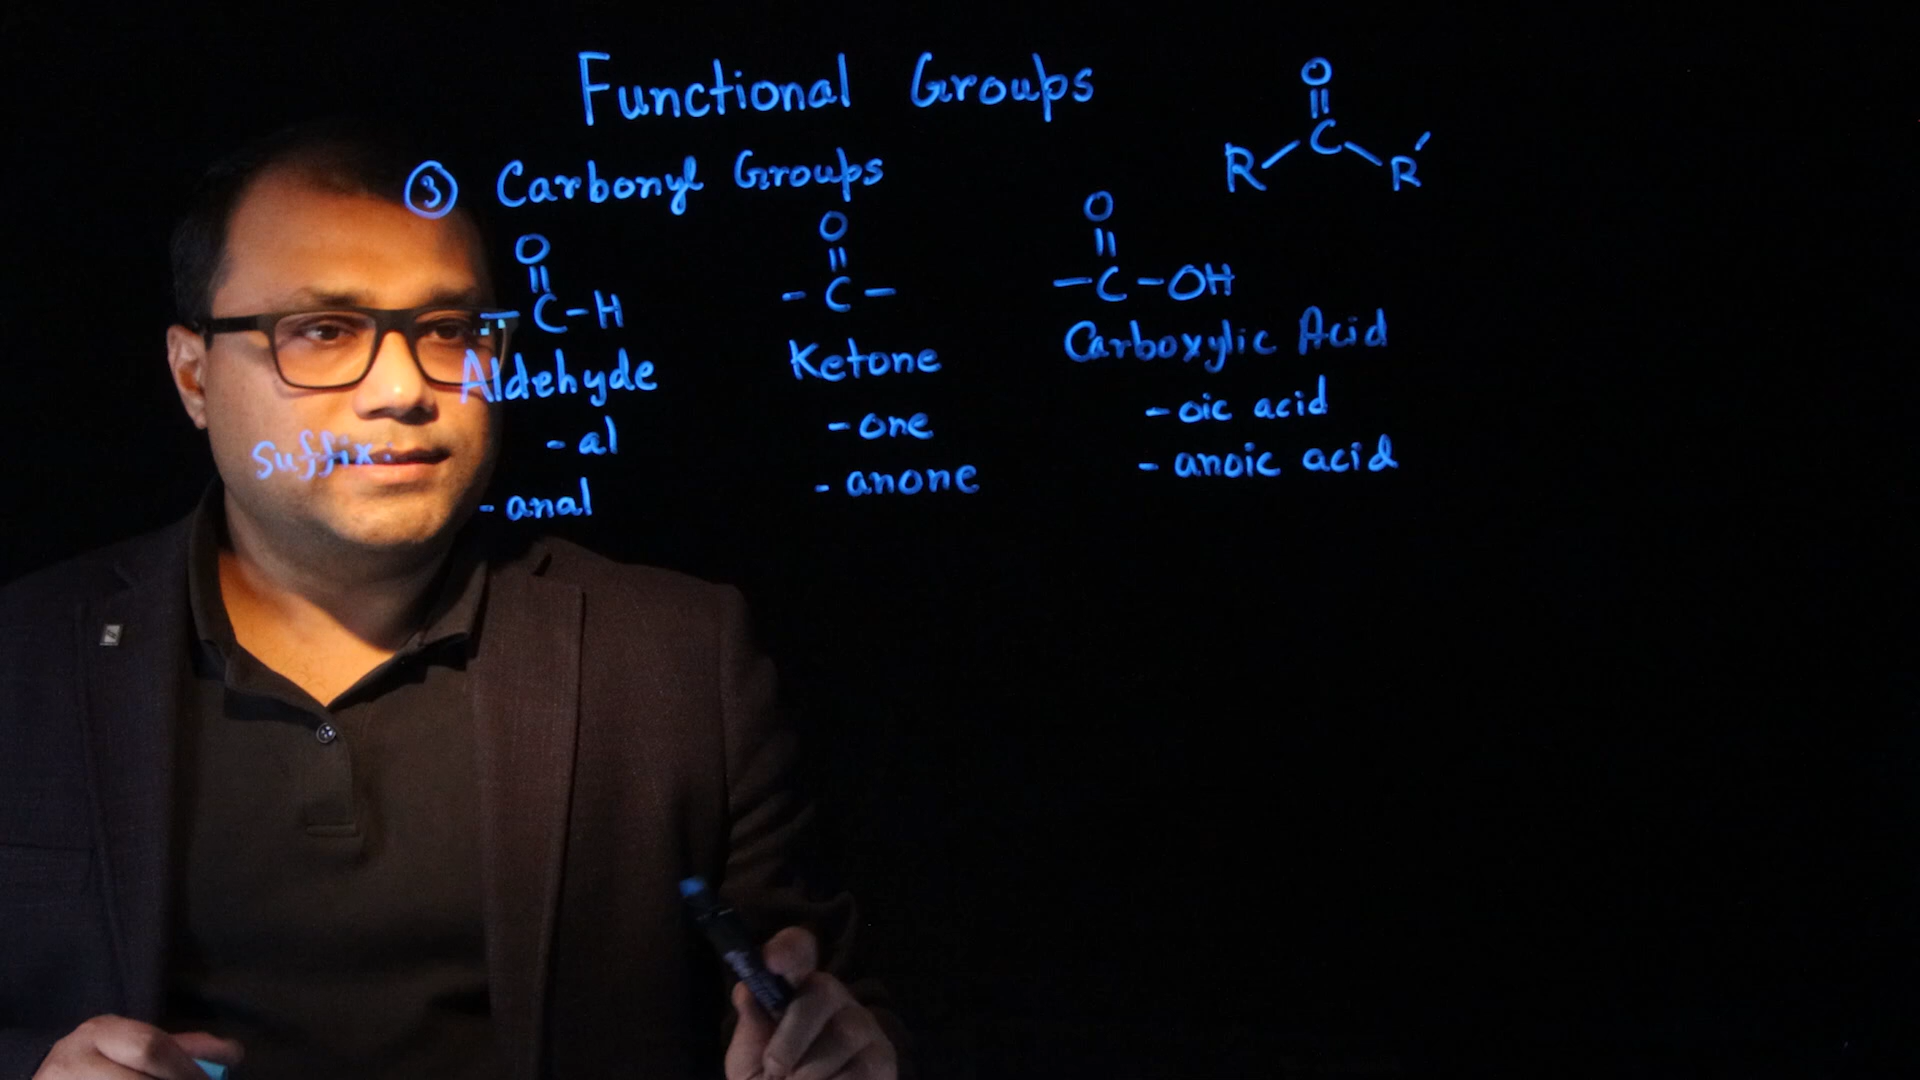 Functional Groups
O
||
C
R R'
③ Carbonyl Groups
O
||
–C–H
Aldehyde
O
||
–C–
Ketone
O
||
–C–OH
Carboxylic Acid
Suffix: -al -one -oic acid
-anal -anone -anoic acid